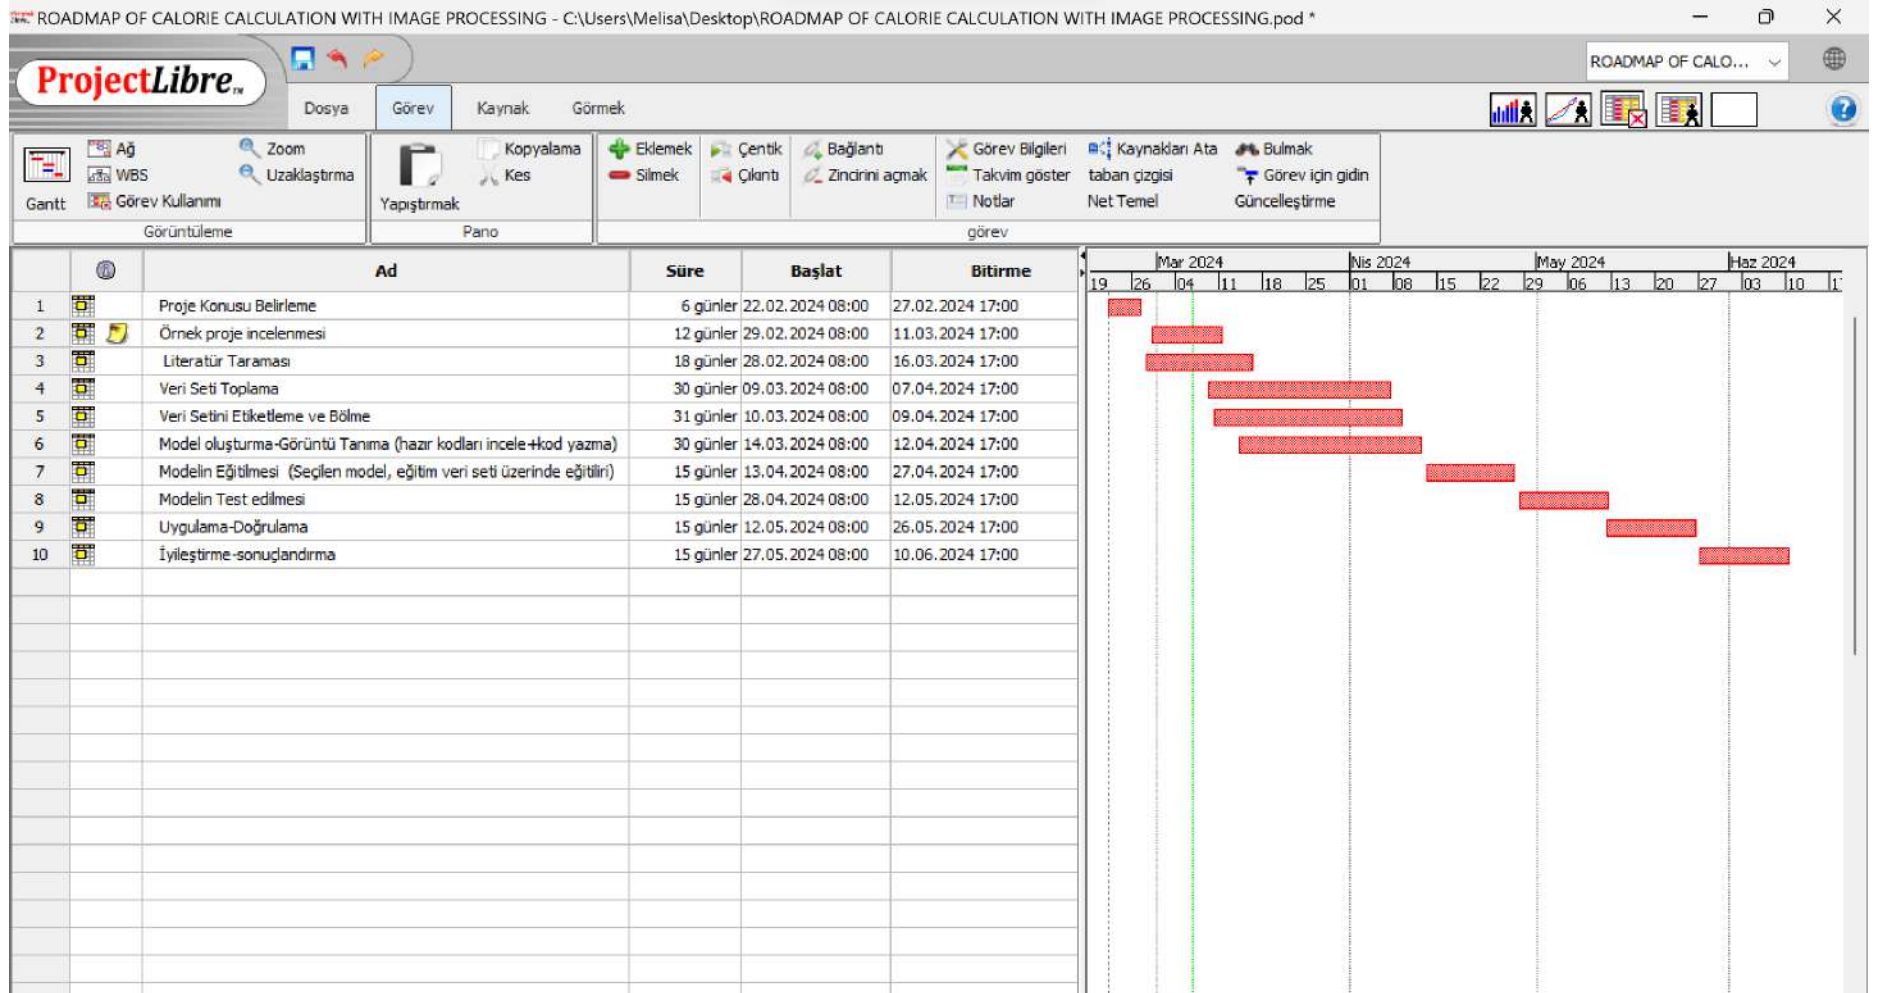 ROADMAP OF CALORIE CALCULATION WITH IMAGE PROCESSING - C:\Users\Melisa\Desktop\ROADMAP OF CALORIE CALCULATION WITH IMAGE PROCESSING.pod *
ProjectLibre
ROADMAP OF CALO...
Dosya Görev Kaynak Görmek
Ağ Zoom Kopyalama Eklemek Çentik Bağlantı Görev Bilgileri Kaynakları Ata Bulmak
WBS Uzaklaştırma Kes Silmek Çıkıntı Zincirini açmak Takvim göster taban çizgisi Görev için gidin
Gantt Görev Kullanımı Yapıştırmak Notlar Net Temel Güncelleştirme
Görüntüleme Pano görev
Ad Süre Başlat Bitirme
Mar 2024 Nis 2024 May 2024 Haz 2024
19 26 04 11 18 25 01 08 15 22 29 06 13 20 27 03 10
1 Proje Konusu Belirleme 6 günler 22.02.2024 08:00 27.02.2024 17:00
2 Örnek proje incelenmesi 12 günler 29.02.2024 08:00 11.03.2024 17:00
3 Literatür Taraması 18 günler 28.02.2024 08:00 16.03.2024 17:00
4 Veri Seti Toplama 30 günler 09.03.2024 08:00 07.04.2024 17:00
5 Veri Setini Etiketleme ve Bölme 31 günler 10.03.2024 08:00 09.04.2024 17:00
6 Model oluşturma-Görüntü Tanıma (hazır kodları incele+kod yazma) 30 günler 14.03.2024 08:00 12.04.2024 17:00
7 Modelin Eğitilmesi (Seçilen model, eğitim veri seti üzerinde eğitiliri) 15 günler 13.04.2024 08:00 27.04.2024 17:00
8 Modelin Test edilmesi 15 günler 28.04.2024 08:00 12.05.2024 17:00
9 Uygulama-Doğrulama 15 günler 12.05.2024 08:00 26.05.2024 17:00
10 İyileştirme-sonuçlandırma 15 günler 27.05.2024 08:00 10.06.2024 17:00